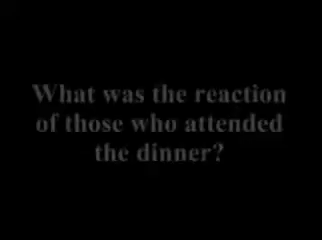 What was the reaction
of those who attended
the dinner?